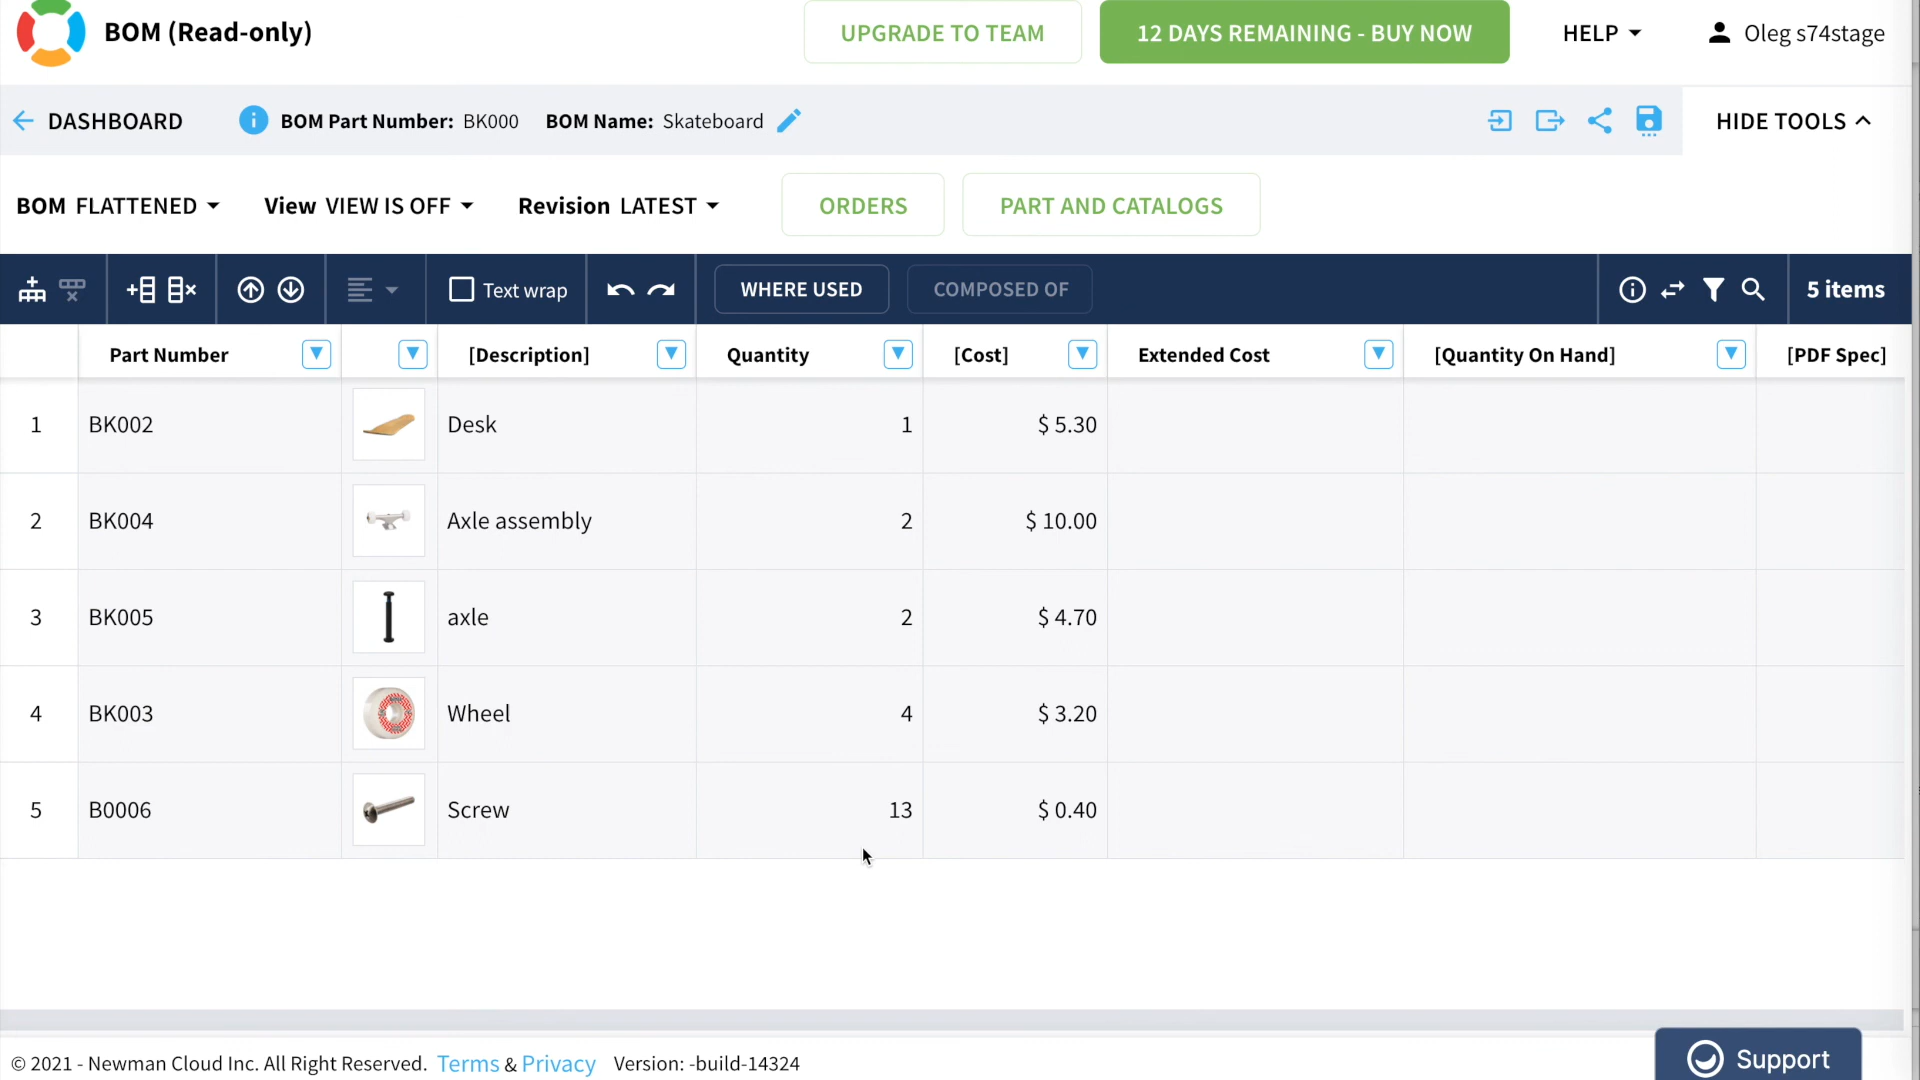 BOM (Read-only)
UPGRADE TO TEAM
12 DAYS REMAINING - BUY NOW
HELP
Oleg s74stage
DASHBOARD
BOM Part Number: BK000
BOM Name: Skateboard
HIDE TOOLS
BOM FLATTENED
View VIEW IS OFF
Revision LATEST
ORDERS
PART AND CATALOGS
Text wrap
WHERE USED
COMPOSED OF
5 items
Part Number [Description] Quantity [Cost] Extended Cost [Quantity On Hand] [PDF Spec]
1 BK002 Desk 1 $ 5.30
2 BK004 Axle assembly 2 $ 10.00
3 BK005 axle 2 $ 4.70
4 BK003 Wheel 4 $ 3.20
5 B0006 Screw 13 $ 0.40
© 2021 - Newman Cloud Inc. All Right Reserved. Terms & Privacy Version: -build-14324
Support